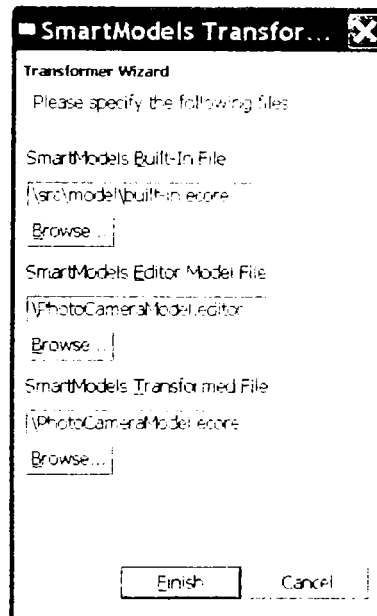 SmartModels Transfor...
Transformer Wizard
Please specify the following files
SmartModels Built-In File
\src\model\built-in.ecore
Browse...
SmartModels Editor Model File
\PhotoCameraModel.editor
Browse...
SmartModels Transformed File
\PhotoCameraModel.ecore
Browse...
Finish
Cancel